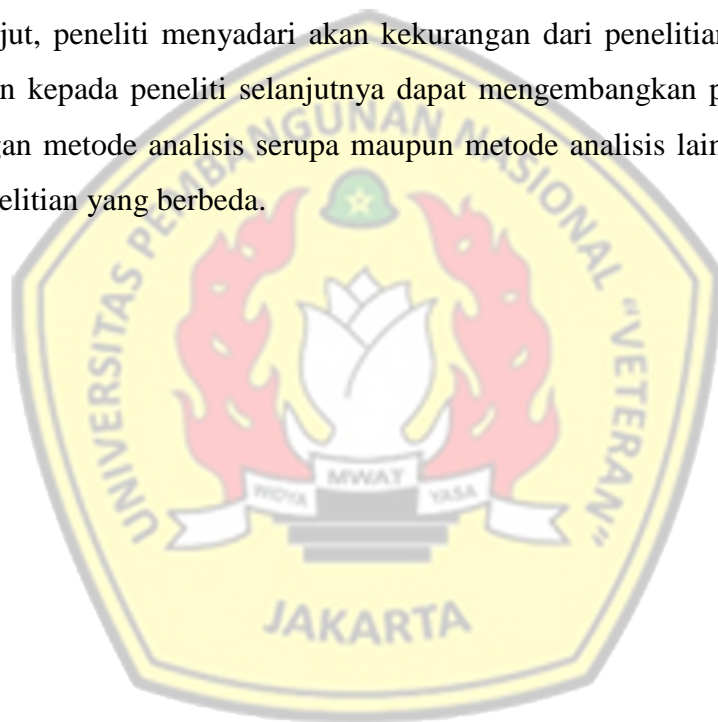 jut, peneliti menyadari akan kekurangan dari penelitian
n kepada peneliti selanjutnya dapat mengembangkan p
gan metode analisis serupa maupun metode analisis lain
elitian yang berbeda.
UNIVERSITAS PEMBANGUNAN NASIONAL "VETERAN"
WIDYA MWAT YASA
JAKARTA